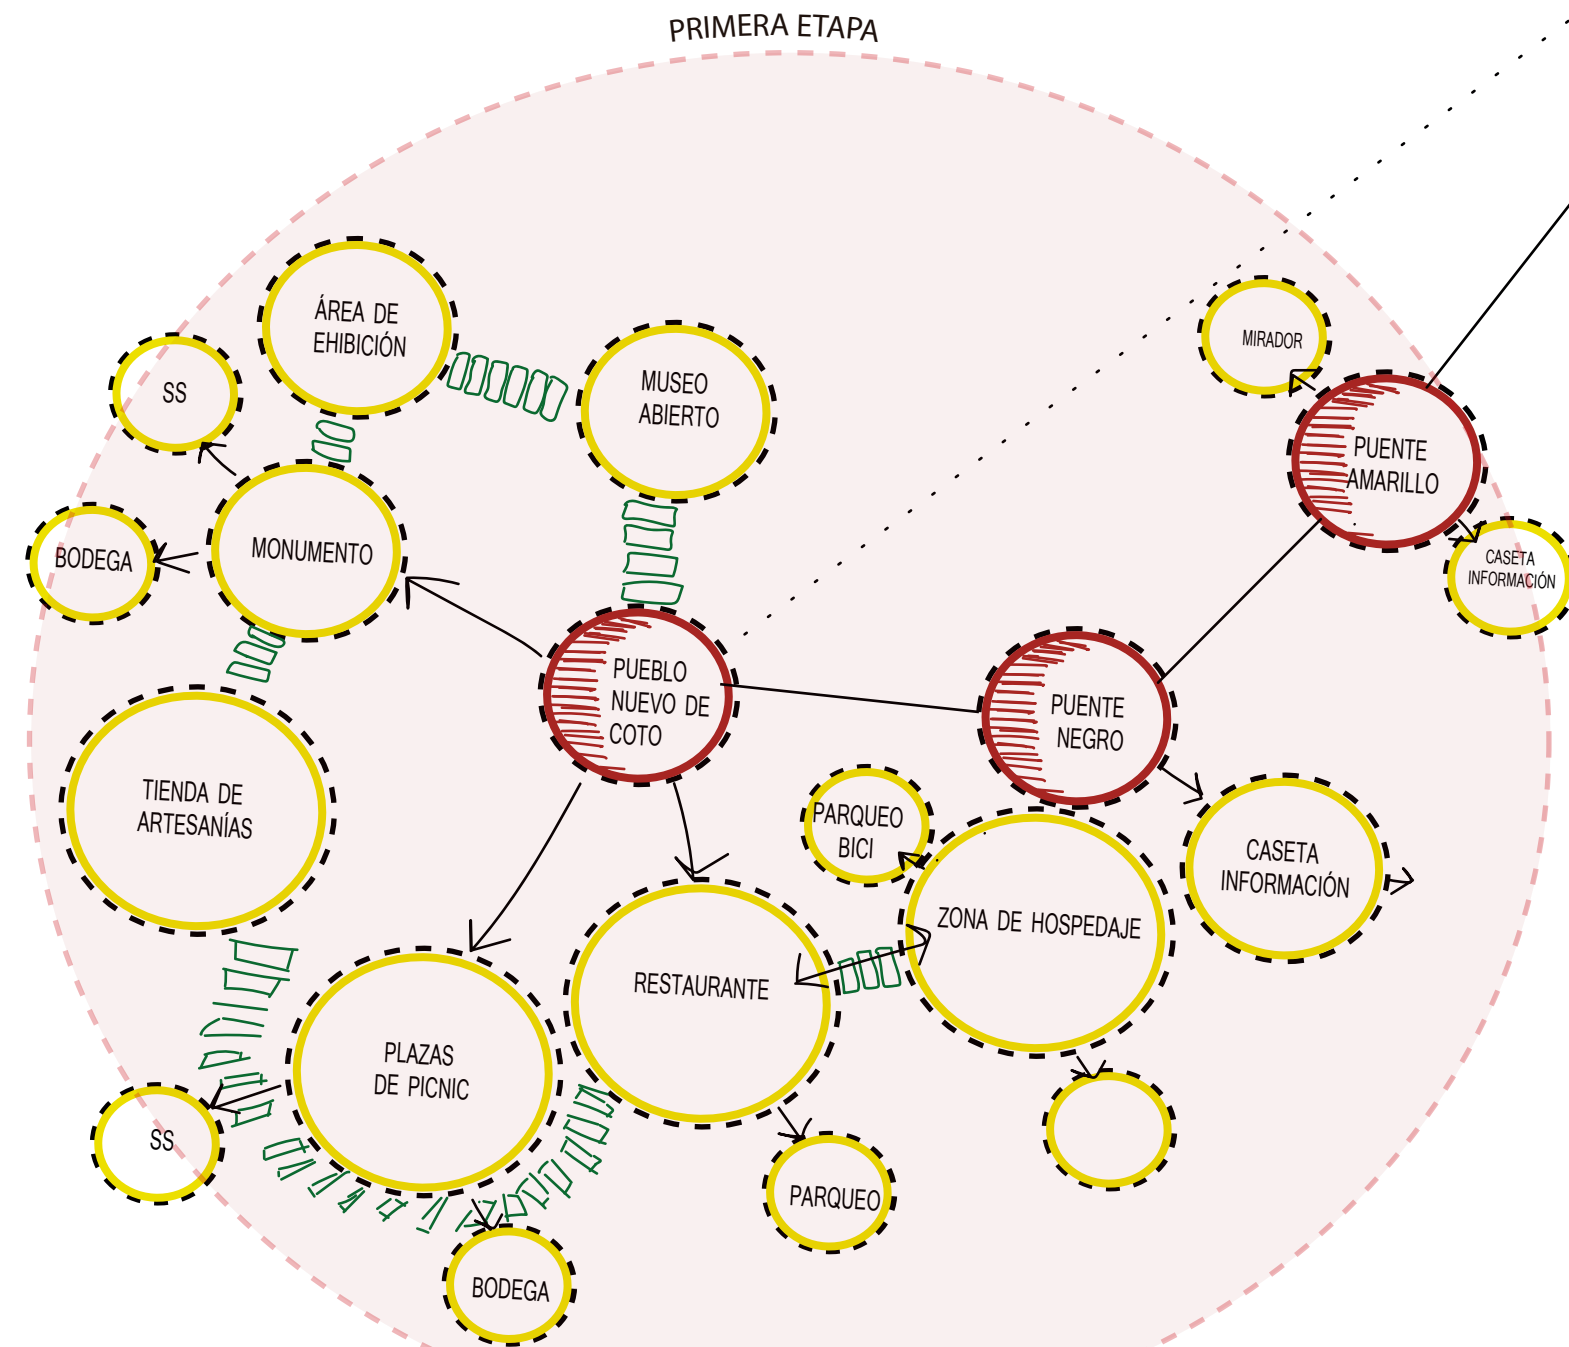 PRIMERA ETAPA
ÁREA DE
EHIBICIÓN
MIRADOR
SS
MUSEO
ABIERTO
PUENTE
AMARILLO
BODEGA
MONUMENTO
CASETA
INFORMACIÓN
PUEBLO
NUEVO DE
COTO
PUENTE
NEGRO
TIENDA DE
ARTESANÍAS
PARQUEO
BICI
CASETA
INFORMACIÓN
ZONA DE HOSPEDAJE
RESTAURANTE
PLAZAS
DE PICNIC
SS
PARQUEO
BODEGA